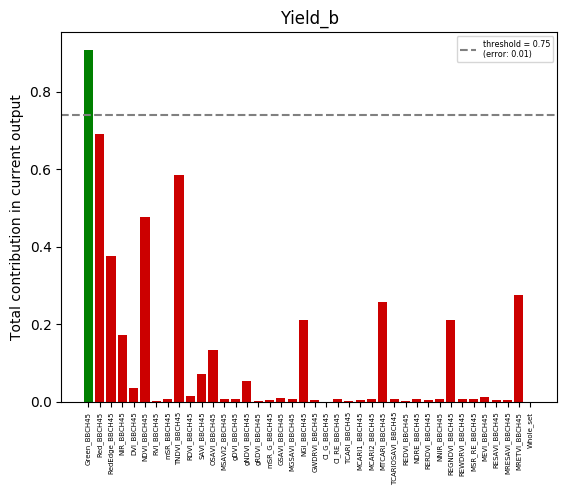 Yield_b
threshold = 0.75
(error: 0.01)
Total contribution in current output
0.8
0.6
0.4
0.2
0.0
Green_BBCH45
Red_BBCH45
RedEdge_BBCH45
NIR_BBCH45
DVI_BBCH45
NDVI_BBCH45
RVI_BBCH45
mSR_BBCH45
TNDVI_BBCH45
RDVI_BBCH45
SAVI_BBCH45
OSAVI_BBCH45
MSAVI2_BBCH45
gDVI_BBCH45
gNDVI_BBCH45
gRDVI_BBCH45
mSR_G_BBCH45
GSAVI_BBCH45
MGSAVI_BBCH45
NGI_BBCH45
GWDRVI_BBCH45
CI_G_BBCH45
CI_RE_BBCH45
TCARI_BBCH45
MCARI1_BBCH45
MCARI2_BBCH45
MTCARI_BBCH45
TCARIOSAVI_BBCH45
REDVI_BBCH45
NDRE_BBCH45
RERDVI_BBCH45
NNIR_BBCH45
REGNDVI_BBCH45
REWDRVI_BBCH45
MSR_RE_BBCH45
MEVI_BBCH45
RESAVI_BBCH45
MRESAVI_BBCH45
MRETVI_BBCH45
Whole_set